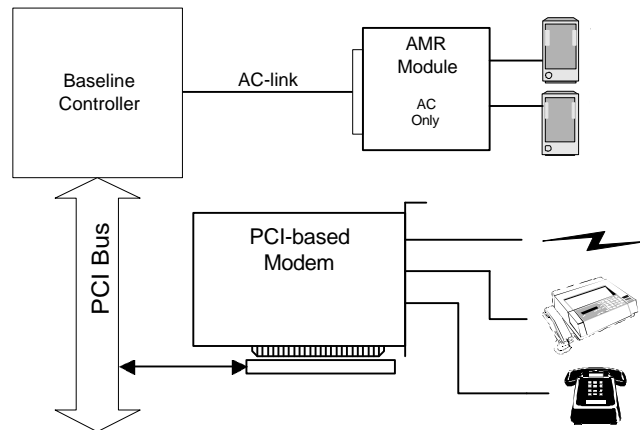 Baseline
Controller
AC-link
AMR
Module
AC
Only
PCI Bus
PCI-based
Modem